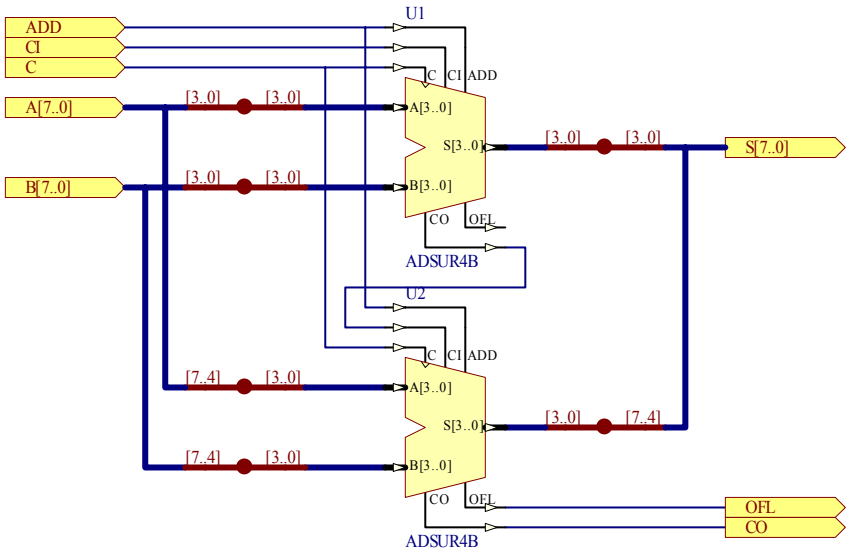 U1
ADD
CI
C
C CI ADD
A[7..0] [3..0] [3..0] A[3..0]
S[3..0] [3..0] [3..0] S[7..0]
B[7..0] [3..0] [3..0] B[3..0]
CO OFL
ADSUR4B
U2
C CI ADD
[7..4] [3..0] A[3..0]
S[3..0] [3..0] [7..4]
[7..4] [3..0] B[3..0]
CO OFL
OFL
CO
ADSUR4B